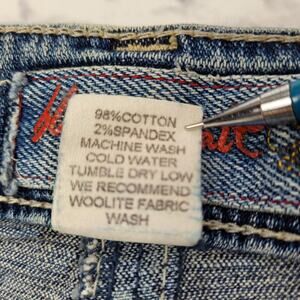 98%COTTON
2%SPANDEX
MACHINE WASH
COLD WATER
TUMBLE DRY LOW
WE RECOMMEND
WOOLITE FABRIC
WASH